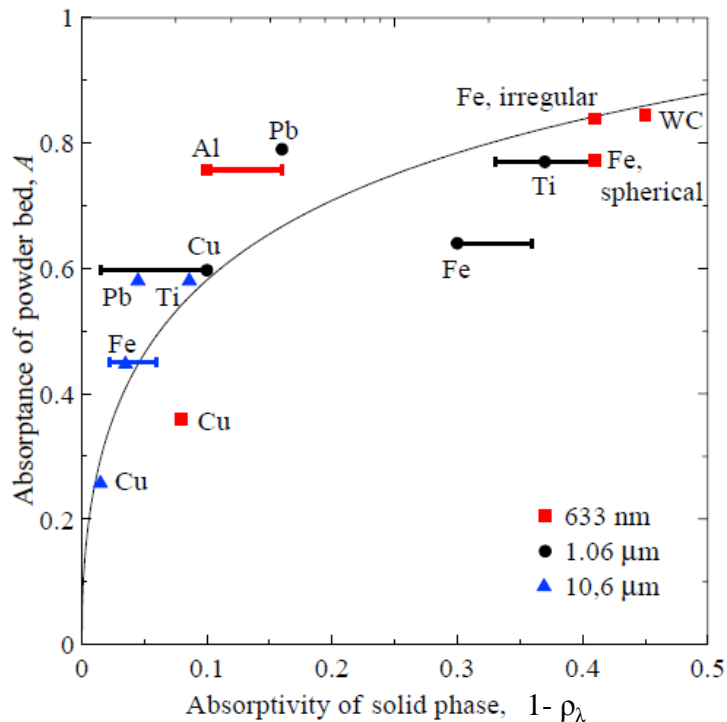 1
Fe, irregular
Pb
0.8
WC
Al
Fe,
Ti
spherical
Cu
0.6
Fe
Pb
Ti
Fe
0.4
Cu
Cu
0.2
633 nm
1.06 μm
10,6 μm
0
0
0.1
0.2
0.3
0.4
0.5
Absorptance of powder bed, A
Absorptivity of solid phase, 1- ρλ